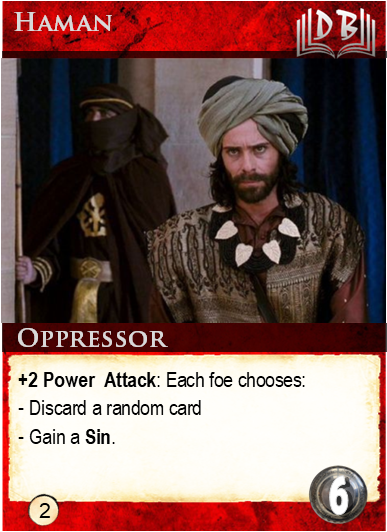 Haman
DB
Oppressor
+2 Power Attack: Each foe chooses:
- Discard a random card
- Gain a Sin.
2
6